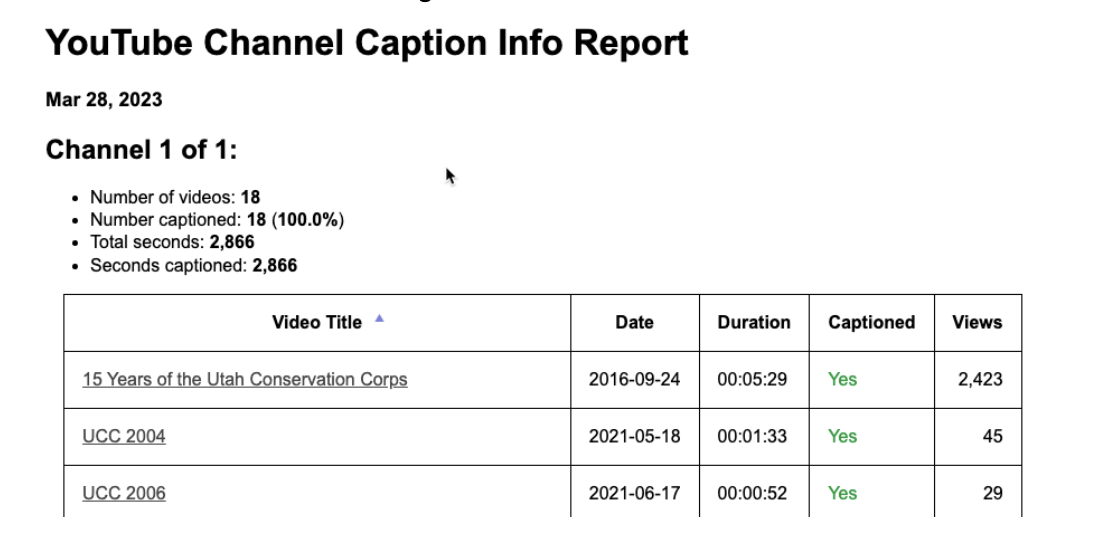 YouTube Channel Caption Info Report
Mar 28, 2023
Channel 1 of 1:
• Number of videos: 18
• Number captioned: 18 (100.0%)
• Total seconds: 2,866
• Seconds captioned: 2,866
Video Title ▲ Date Duration Captioned Views
15 Years of the Utah Conservation Corps 2016-09-24 00:05:29 Yes 2,423
UCC 2004 2021-05-18 00:01:33 Yes 45
UCC 2006 2021-06-17 00:00:52 Yes 29